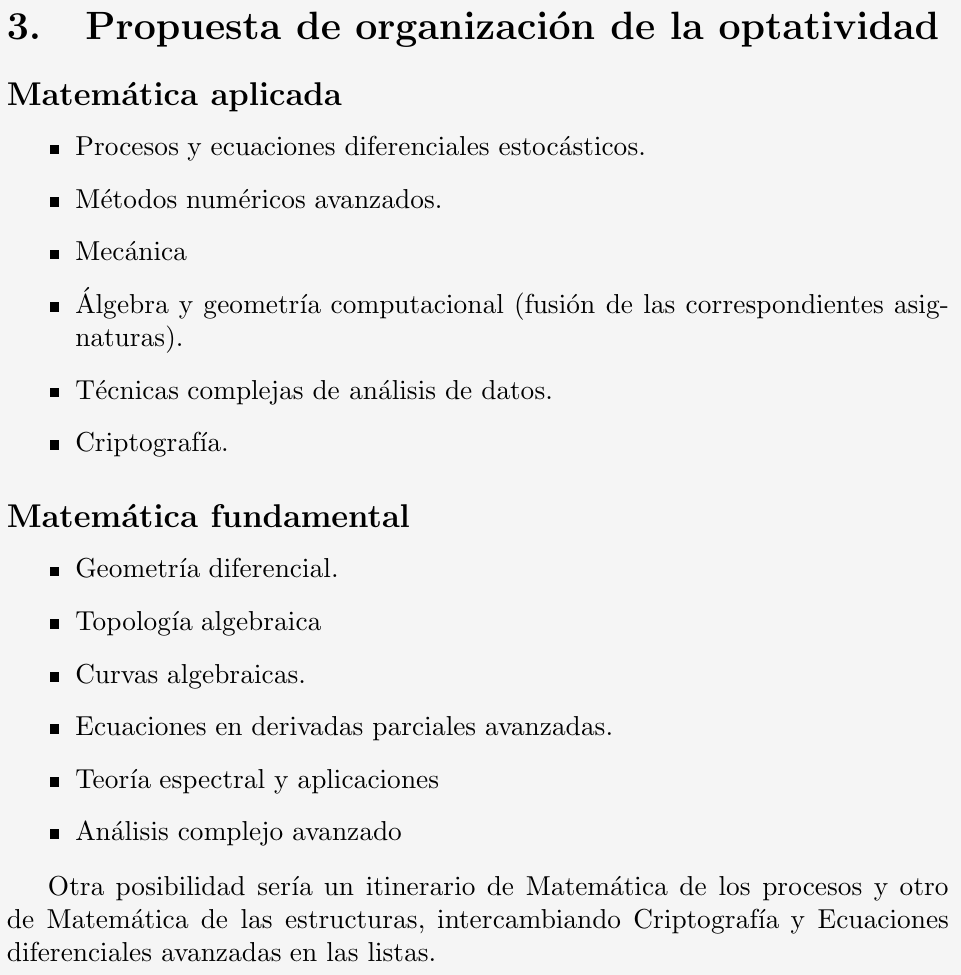 3. Propuesta de organización de la optatividad
Matemática aplicada
▪ Procesos y ecuaciones diferenciales estocásticos.
▪ Métodos numéricos avanzados.
▪ Mecánica
▪ Álgebra y geometría computacional (fusión de las correspondientes asig-
naturas).
▪ Técnicas complejas de análisis de datos.
▪ Criptografía.
Matemática fundamental
▪ Geometría diferencial.
▪ Topología algebraica
▪ Curvas algebraicas.
▪ Ecuaciones en derivadas parciales avanzadas.
▪ Teoría espectral y aplicaciones
▪ Análisis complejo avanzado
Otra posibilidad sería un itinerario de Matemática de los procesos y otro
de Matemática de las estructuras, intercambiando Criptografía y Ecuaciones
diferenciales avanzadas en las listas.